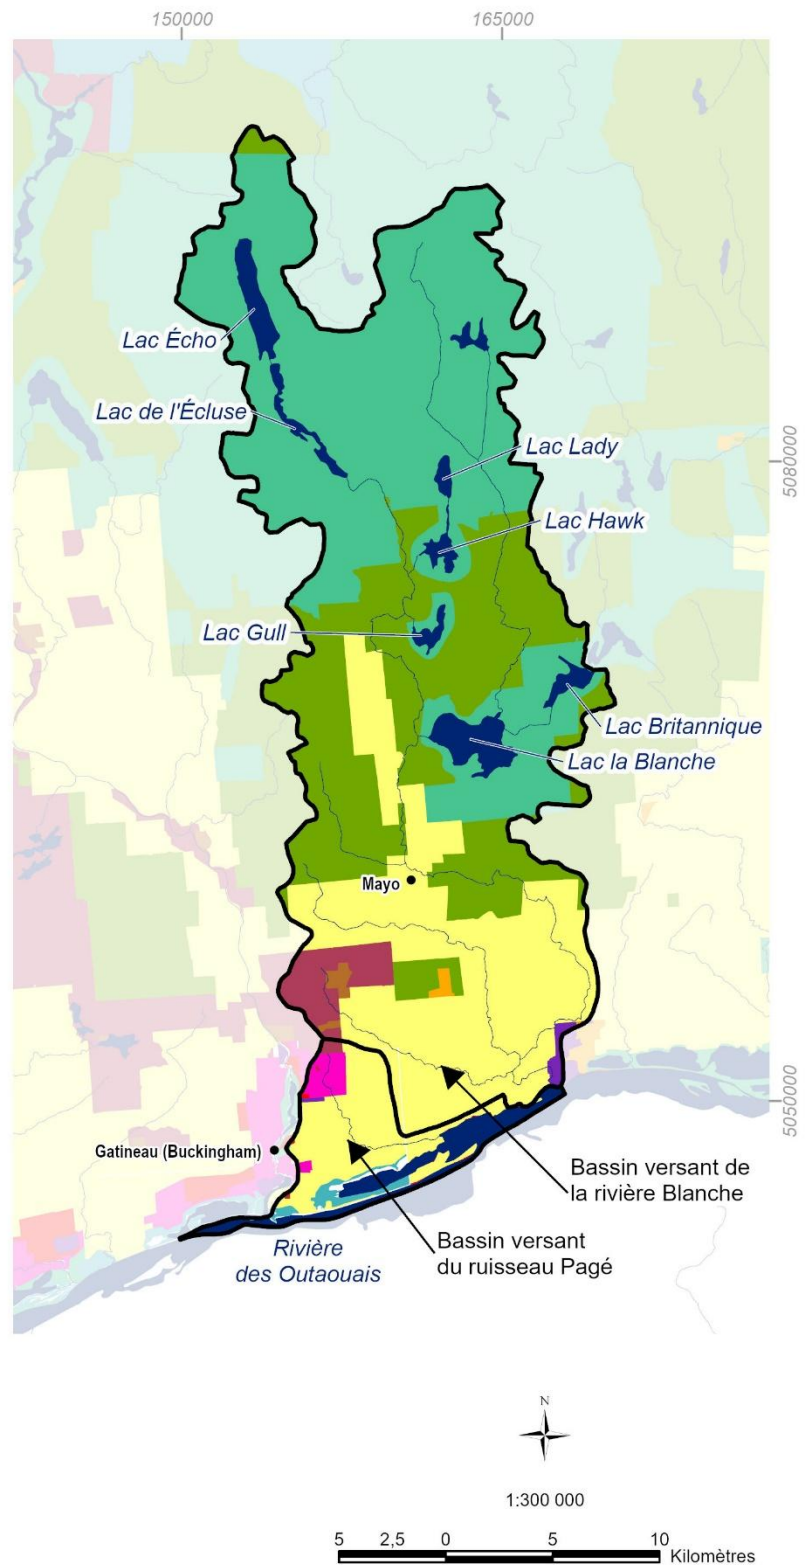 150000
165000
Lac Écho
Lac de l'Écluse
Lac Lady
5080000
Lac Hawk
Lac Gull
Lac Britannique
Lac la Blanche
Mayo
5050000
Gatineau (Buckingham)
Bassin versant de
la rivière Blanche
Bassin versant
du ruisseau Pagé
Rivière
des Outaouais
N
1:300 000
5 2,5 0 5 10
Kilomètres